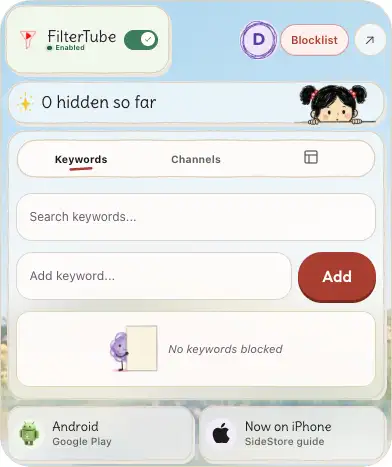 FilterTube
Enabled
D
Blocklist
0 hidden so far
Keywords
Channels
Search keywords...
Add keyword...
Add
No keywords blocked
Android
Google Play
Now on iPhone
SideStore guide